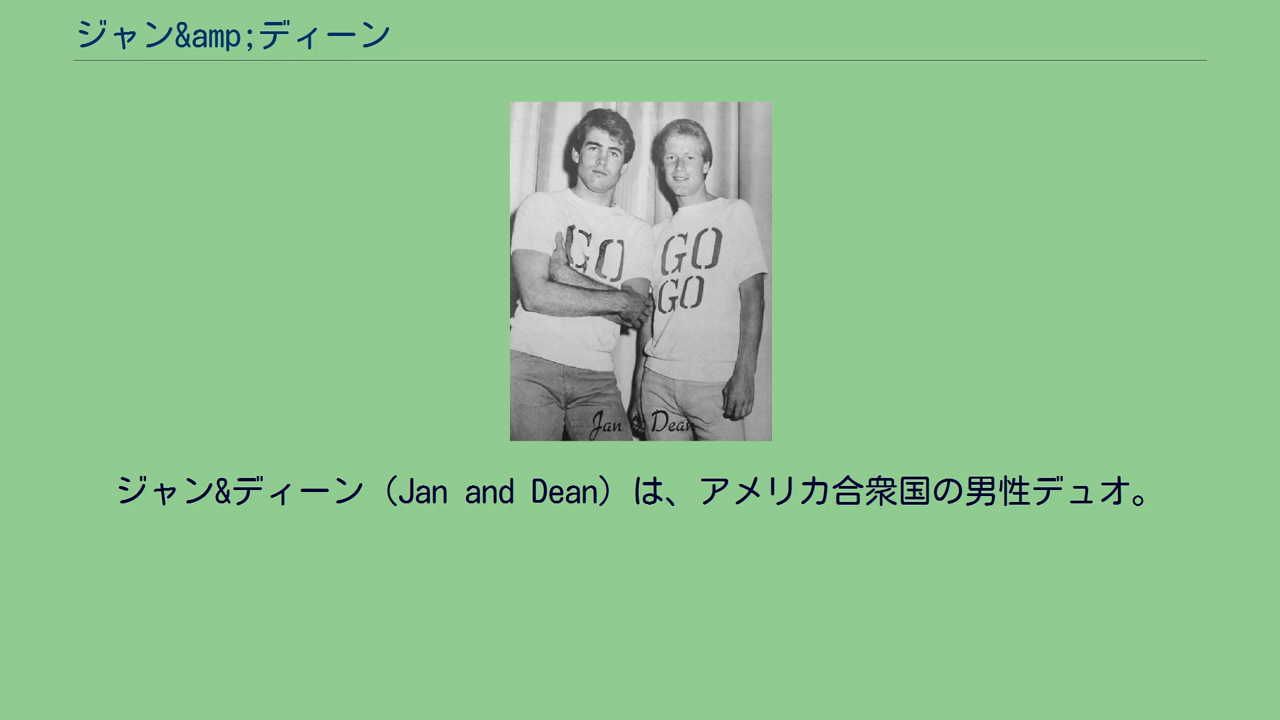 ジャン&amp;ディーン
GO
GO
GO
Jan & Dean
ジャン&ディーン（Jan and Dean）は、アメリカ合衆国の男性デュオ。